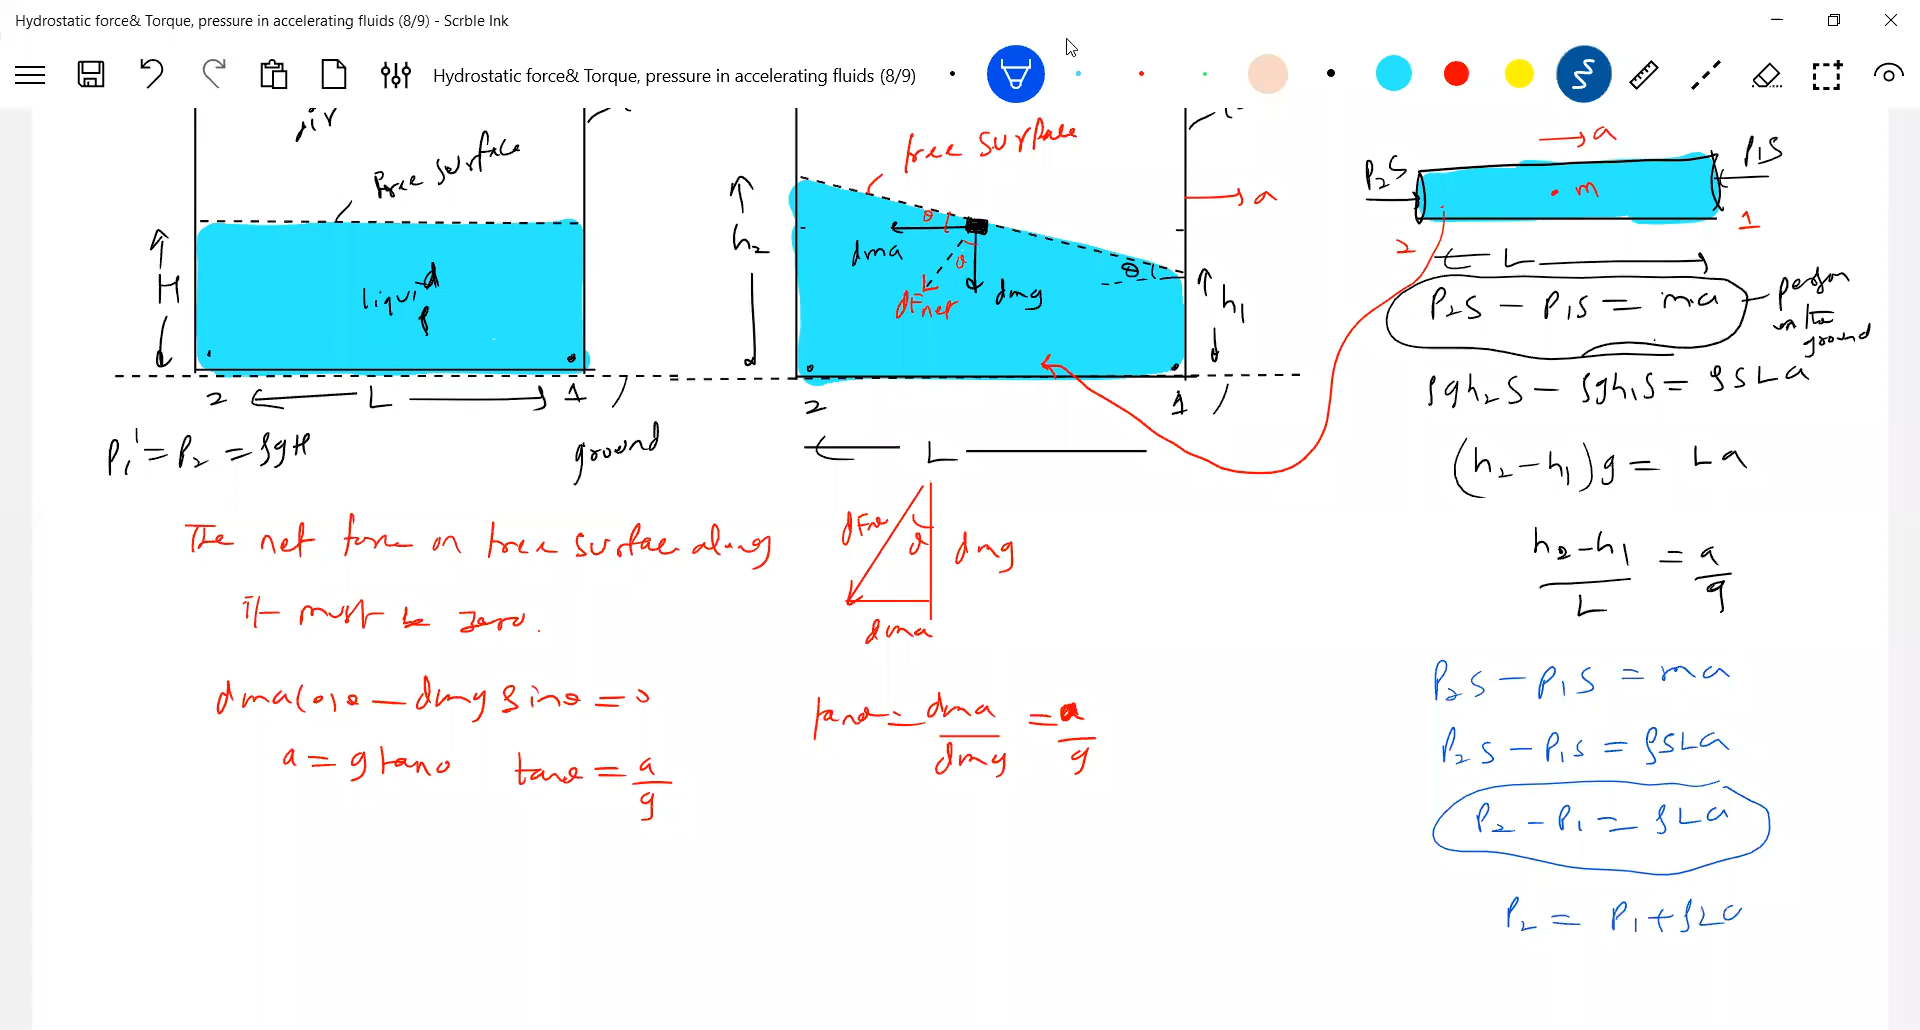 Hydrostatic force& Torque, pressure in accelerating fluids (8/9) - Scrble Ink
Hydrostatic force& Torque, pressure in accelerating fluids (8/9)
air
Free surface
H
liquid
ρ
2
L
1
P₁' = P₂ = ρgH
ground
free surface
a
h₂
θ
dma
θ
dFnet
dmg
θ
h₁
2
1
L
a
P₂S
P₁S
m
2
1
L
P₂S - P₁S = ma
person
on the
ground
ρgh₂S - ρgh₁S = ρSLa
(h₂-h₁)g = La
h₂-h₁ / L = a / g
The net force on free surface along
it must be zero.
dma cosθ - dmg sinθ = 0
a = g tanθ tanθ = a / g
θ
dmg
dma
tanθ = dma / dmg = a / g
P₂S - P₁S = ma
P₂S - P₁S = ρSLa
P₂ - P₁ = ρLa
P₂ = P₁ + ρLa